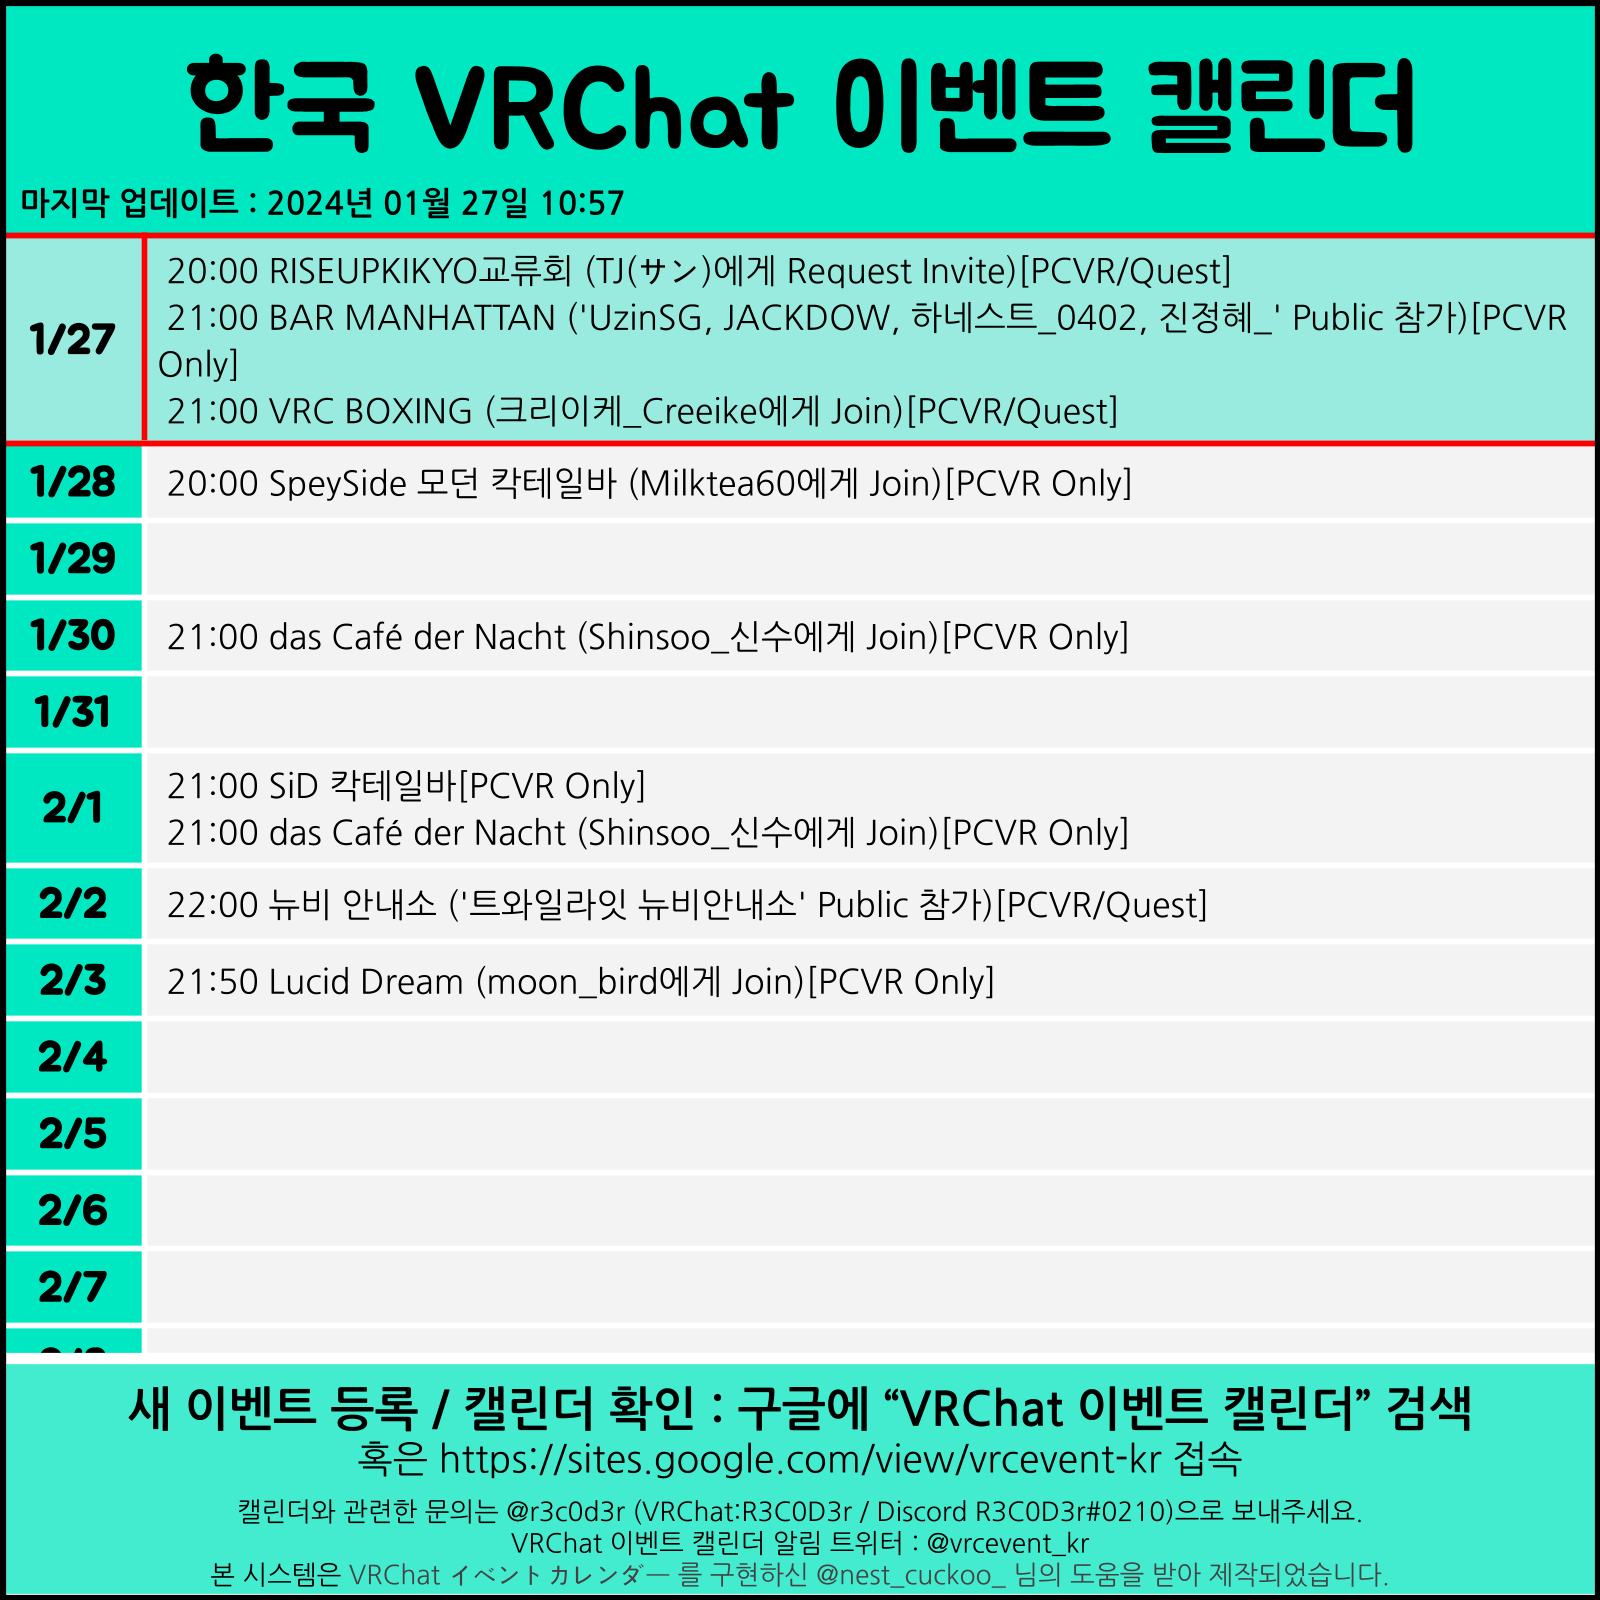 한국 VRChat 이벤트 캘린더
마지막 업데이트 : 2024년 01월 27일 10:57
1/27
20:00 RISEUPKIKYO교류회 (TJ(サン)에게 Request Invite)[PCVR/Quest]
21:00 BAR MANHATTAN ('UzinSG, JACKDOW, 하네스트_0402, 진정혜_' Public 참가)[PCVR
Only]
21:00 VRC BOXING (크리이케_Creeike에게 Join)[PCVR/Quest]
1/28
20:00 SpeySide 모던 칵테일바 (Milktea60에게 Join)[PCVR Only]
1/29
1/30
21:00 das Café der Nacht (Shinsoo_신수에게 Join)[PCVR Only]
1/31
2/1
21:00 SiD 칵테일바[PCVR Only]
21:00 das Café der Nacht (Shinsoo_신수에게 Join)[PCVR Only]
2/2
22:00 뉴비 안내소 ('트와일라잇 뉴비안내소' Public 참가)[PCVR/Quest]
2/3
21:50 Lucid Dream (moon_bird에게 Join)[PCVR Only]
2/4
2/5
2/6
2/7
새 이벤트 등록 / 캘린더 확인 : 구글에 “VRChat 이벤트 캘린더” 검색
혹은 https://sites.google.com/view/vrcevent-kr 접속
캘린더와 관련한 문의는 @r3c0d3r (VRChat:R3C0D3r / Discord R3C0D3r#0210)으로 보내주세요.
VRChat 이벤트 캘린더 알림 트위터 : @vrcevent_kr
본 시스템은 VRChat イベントカレンダー 를 구현하신 @nest_cuckoo_ 님의 도움을 받아 제작되었습니다.